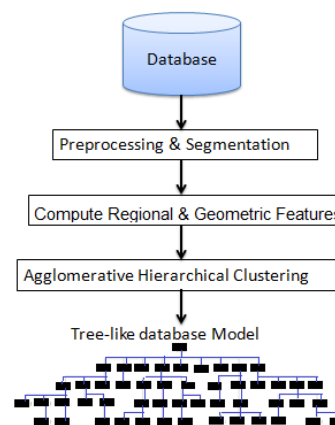 Database
Preprocessing & Segmentation
Compute Regional & Geometric Features
Agglomerative Hierarchical Clustering
Tree-like database Model